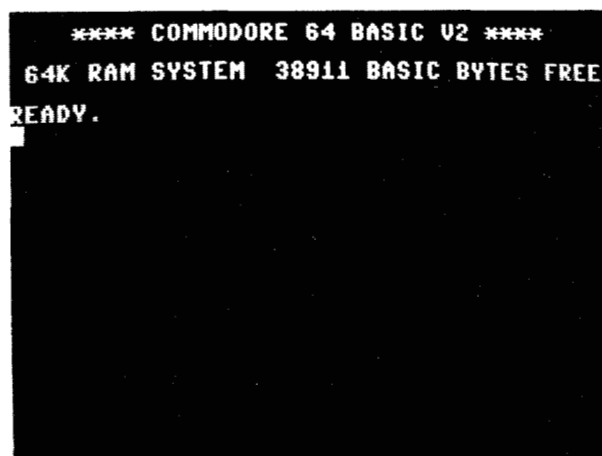 **** COMMODORE 64 BASIC V2 ****
64K RAM SYSTEM  38911 BASIC BYTES FREE
READY.